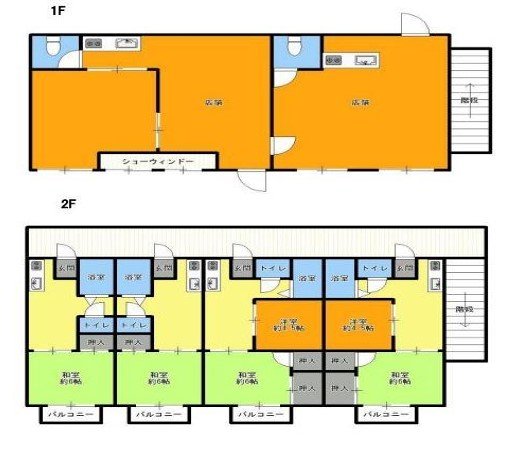 1F
店舗
店舗
階段
ショーウィンドー
2F
玄関
浴室
浴室
玄関
玄関
トイレ
浴室
浴室
トイレ
玄関
階段
トイレ
トイレ
洋室
約4.5帖
洋室
約4.5帖
押入
押入
押入
押入
和室
約6帖
和室
約6帖
和室
約6帖
押入
押入
和室
約6帖
バルコニー
バルコニー
バルコニー
バルコニー